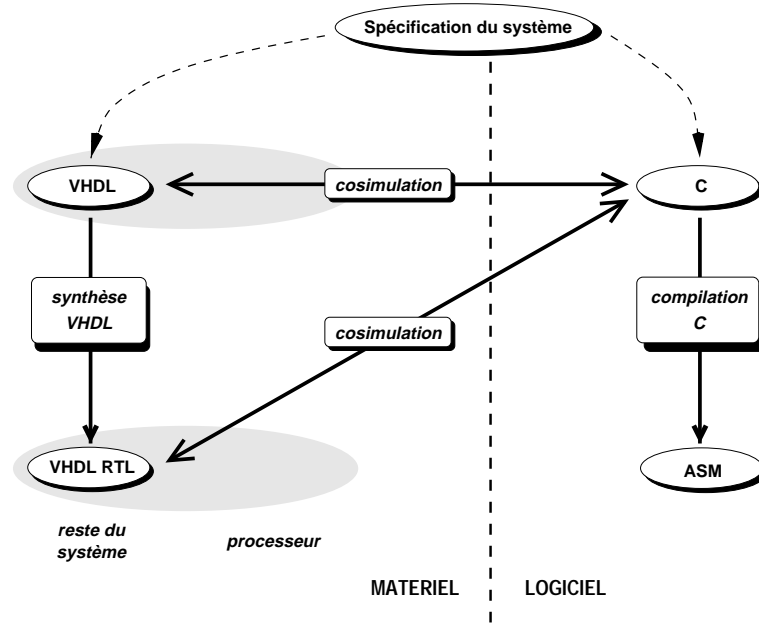 Spécification du système
VHDL
cosimulation
C
synthèse
VHDL
compilation
C
cosimulation
VHDL RTL
ASM
reste du
système
processeur
MATERIEL
LOGICIEL